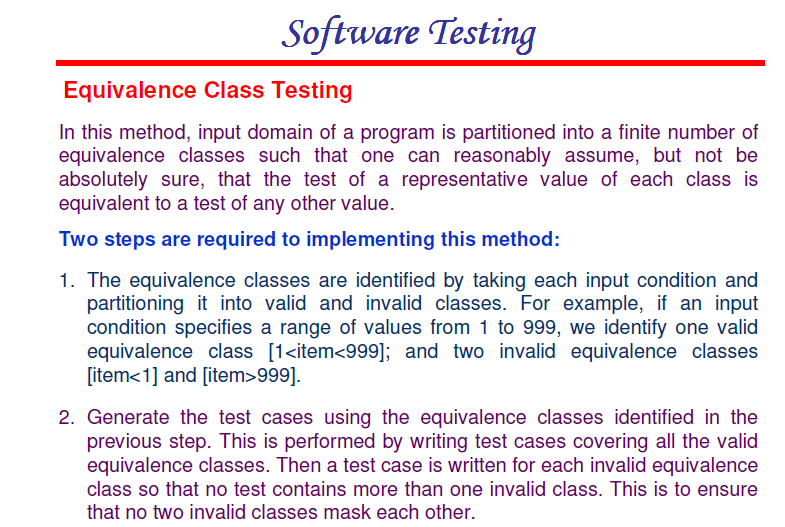 Software Testing
Equivalence Class Testing
In this method, input domain of a program is partitioned into a finite number of
equivalence classes such that one can reasonably assume, but not be
absolutely sure, that the test of a representative value of each class is
equivalent to a test of any other value.
Two steps are required to implementing this method:
1. The equivalence classes are identified by taking each input condition and
partitioning it into valid and invalid classes. For example, if an input
condition specifies a range of values from 1 to 999, we identify one valid
equivalence class [1<item<999]; and two invalid equivalence classes
[item<1] and [item>999].
2. Generate the test cases using the equivalence classes identified in the
previous step. This is performed by writing test cases covering all the valid
equivalence classes. Then a test case is written for each invalid equivalence
class so that no test contains more than one invalid class. This is to ensure
that no two invalid classes mask each other.